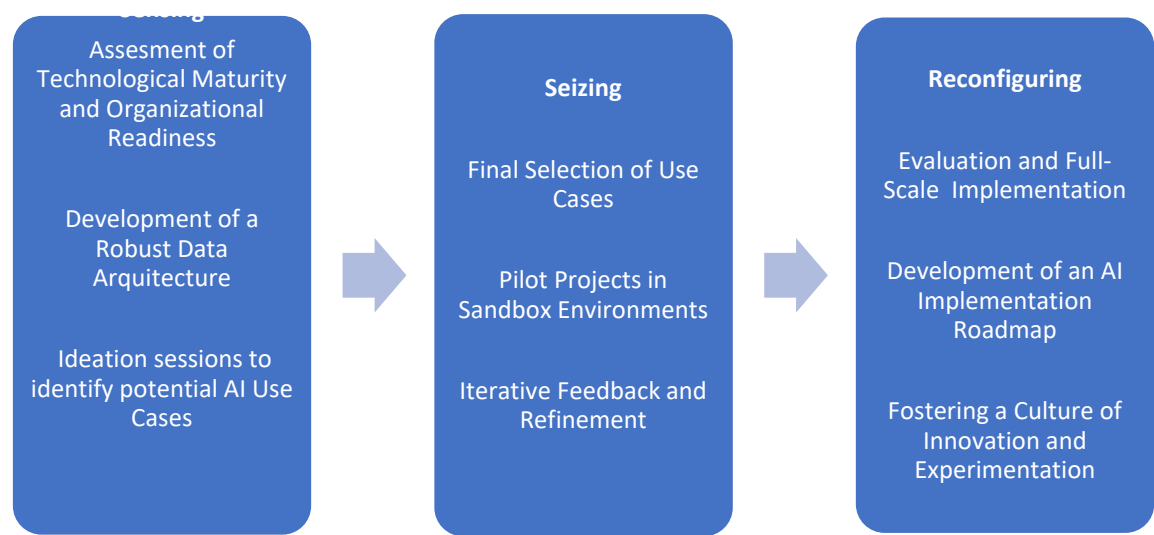 Sensing
Assesment of
Technological Maturity
and Organizational
Readiness
Development of a
Robust Data
Arquitecture
Ideation sessions to
identify potential AI Use
Cases
Seizing
Final Selection of Use
Cases
Pilot Projects in
Sandbox Environments
Iterative Feedback and
Refinement
Reconfiguring
Evaluation and Full-
Scale Implementation
Development of an AI
Implementation
Roadmap
Fostering a Culture of
Innovation and
Experimentation